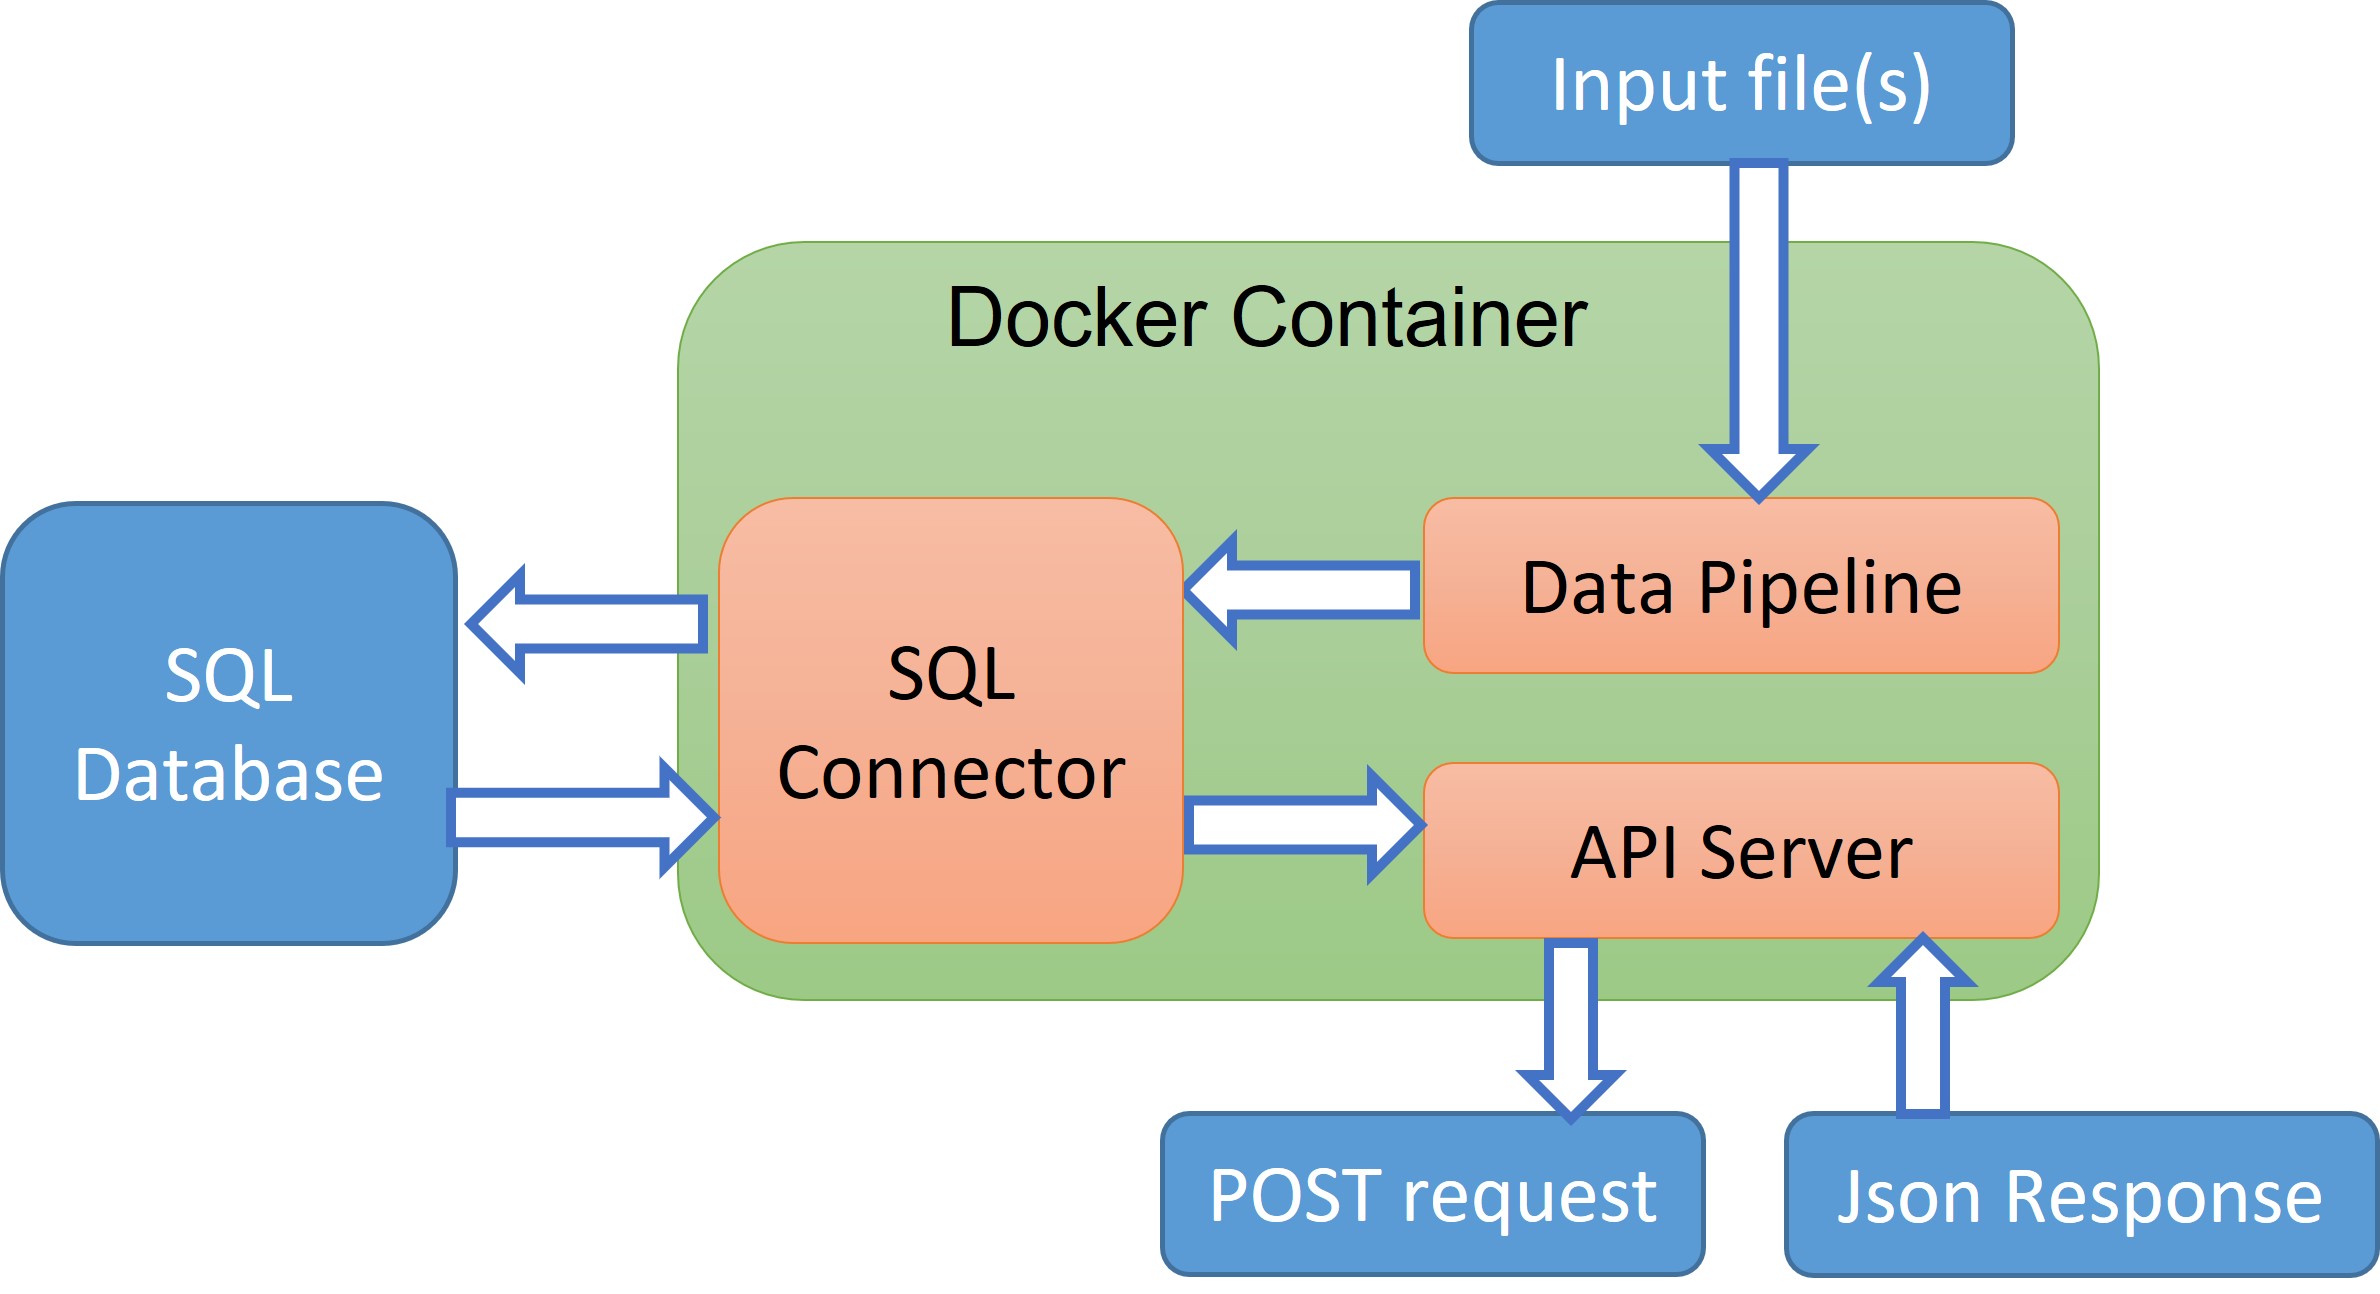 Input file(s)
Docker Container
Data Pipeline
SQL
Database
SQL
Connector
API Server
POST request
Json Response